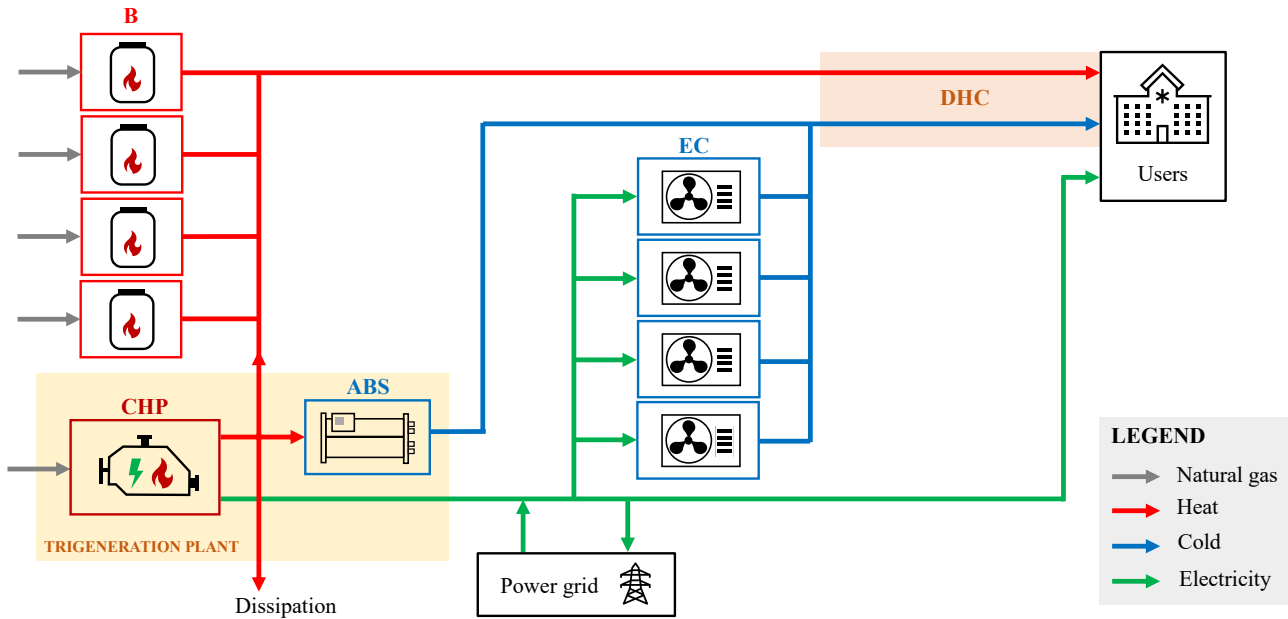 B
DHC
EC
Users
ABS
CHP
TRIGENERATION PLANT
Power grid
Dissipation
LEGEND
Natural gas
Heat
Cold
Electricity